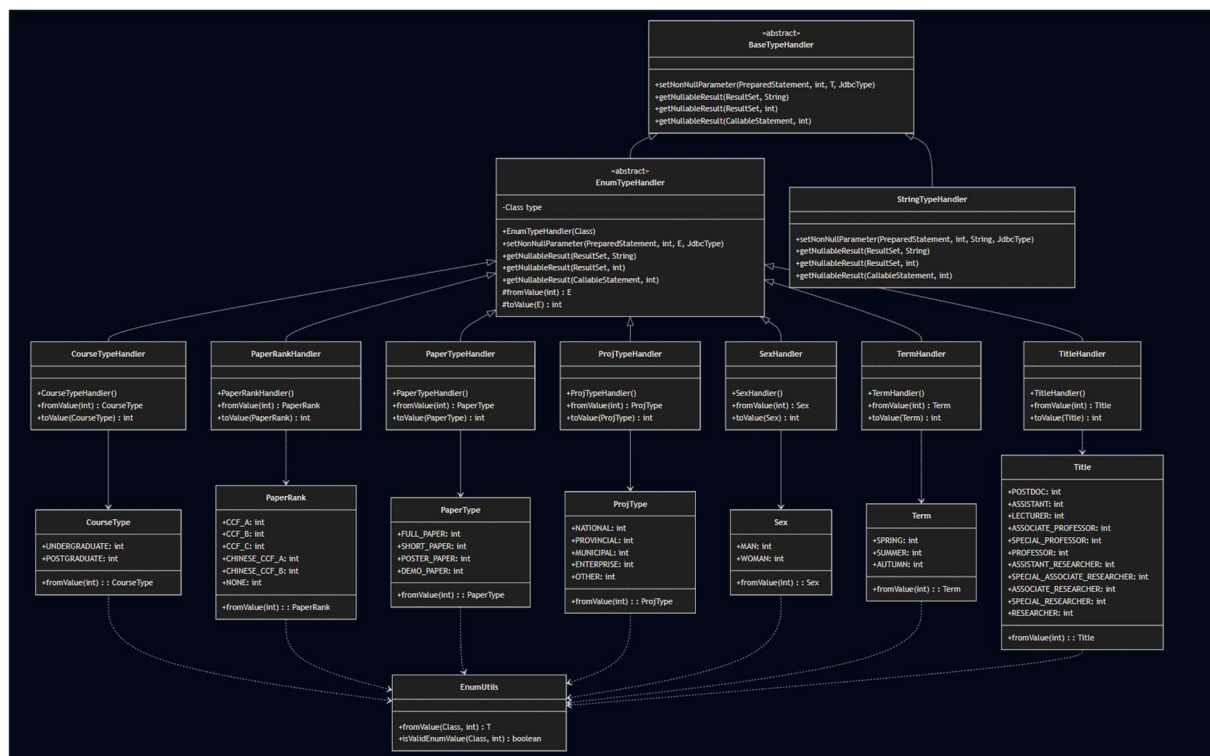 «abstract»
BaseTypeHandler
+setNonNullParameter(PreparedStatement, int, T, JdbcType)
+getNullableResult(ResultSet, String)
+getNullableResult(ResultSet, int)
+getNullableResult(CallableStatement, int)
«abstract»
EnumTypeHandler
-Class type
+EnumTypeHandler(Class)
+setNonNullParameter(PreparedStatement, int, E, JdbcType)
+getNullableResult(ResultSet, String)
+getNullableResult(ResultSet, int)
+getNullableResult(CallableStatement, int)
#fromValue(int) : E
#toValue(E) : int
StringTypeHandler
+setNonNullParameter(PreparedStatement, int, String, JdbcType)
+getNullableResult(ResultSet, String)
+getNullableResult(ResultSet, int)
+getNullableResult(CallableStatement, int)
CourseTypeHandler
+CourseTypeHandler()
+fromValue(int) : CourseType
+toValue(CourseType) : int
PaperRankHandler
+PaperRankHandler()
+fromValue(int) : PaperRank
+toValue(PaperRank) : int
PaperTypeHandler
+PaperTypeHandler()
+fromValue(int) : PaperType
+toValue(PaperType) : int
ProjTypeHandler
+ProjTypeHandler()
+fromValue(int) : ProjType
+toValue(ProjType) : int
SexHandler
+SexHandler()
+fromValue(int) : Sex
+toValue(Sex) : int
TermHandler
+TermHandler()
+fromValue(int) : Term
+toValue(Term) : int
TitleHandler
+TitleHandler()
+fromValue(int) : Title
+toValue(Title) : int
CourseType
+UNDERGRADUATE: int
+POSTGRADUATE: int
+fromValue(int) : : CourseType
PaperRank
+CCF_A: int
+CCF_B: int
+CCF_C: int
+CHINESE_CCF_A: int
+CHINESE_CCF_B: int
+NONE: int
+fromValue(int) : : PaperRank
PaperType
+FULL_PAPER: int
+SHORT_PAPER: int
+POSTER_PAPER: int
+DEMO_PAPER: int
+fromValue(int) : : PaperType
ProjType
+NATIONAL: int
+PROVINCIAL: int
+MUNICIPAL: int
+ENTERPRISE: int
+OTHER: int
+fromValue(int) : : ProjType
Sex
+MAN: int
+WOMAN: int
+fromValue(int) : : Sex
Term
+SPRING: int
+SUMMER: int
+AUTUMN: int
+fromValue(int) : : Term
Title
+POSTDOC: int
+ASSISTANT: int
+LECTURER: int
+ASSOCIATE_PROFESSOR: int
+SPECIAL_PROFESSOR: int
+PROFESSOR: int
+ASSISTANT_RESEARCHER: int
+SPECIAL_ASSOCIATE_RESEARCHER: int
+ASSOCIATE_RESEARCHER: int
+SPECIAL_RESEARCHER: int
+RESEARCHER: int
+fromValue(int) : : Title
EnumUtils
+fromValue(Class, int) : T
+isValidEnumValue(Class, int) : boolean